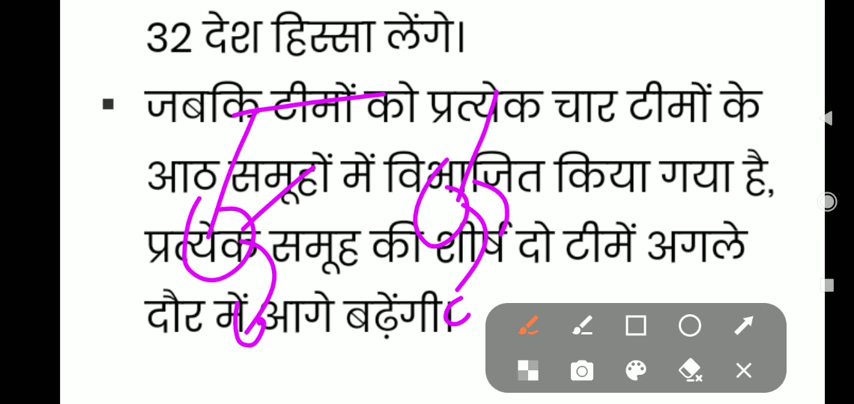 32 देश हिस्सा लेंगे।
जबकि टीमों को प्रत्येक चार टीमों के
आठ समूहों में विभाजित किया गया है,
प्रत्येक समूह की शीर्ष दो टीमें अगले
दौर में आगे बढ़ेंगी।